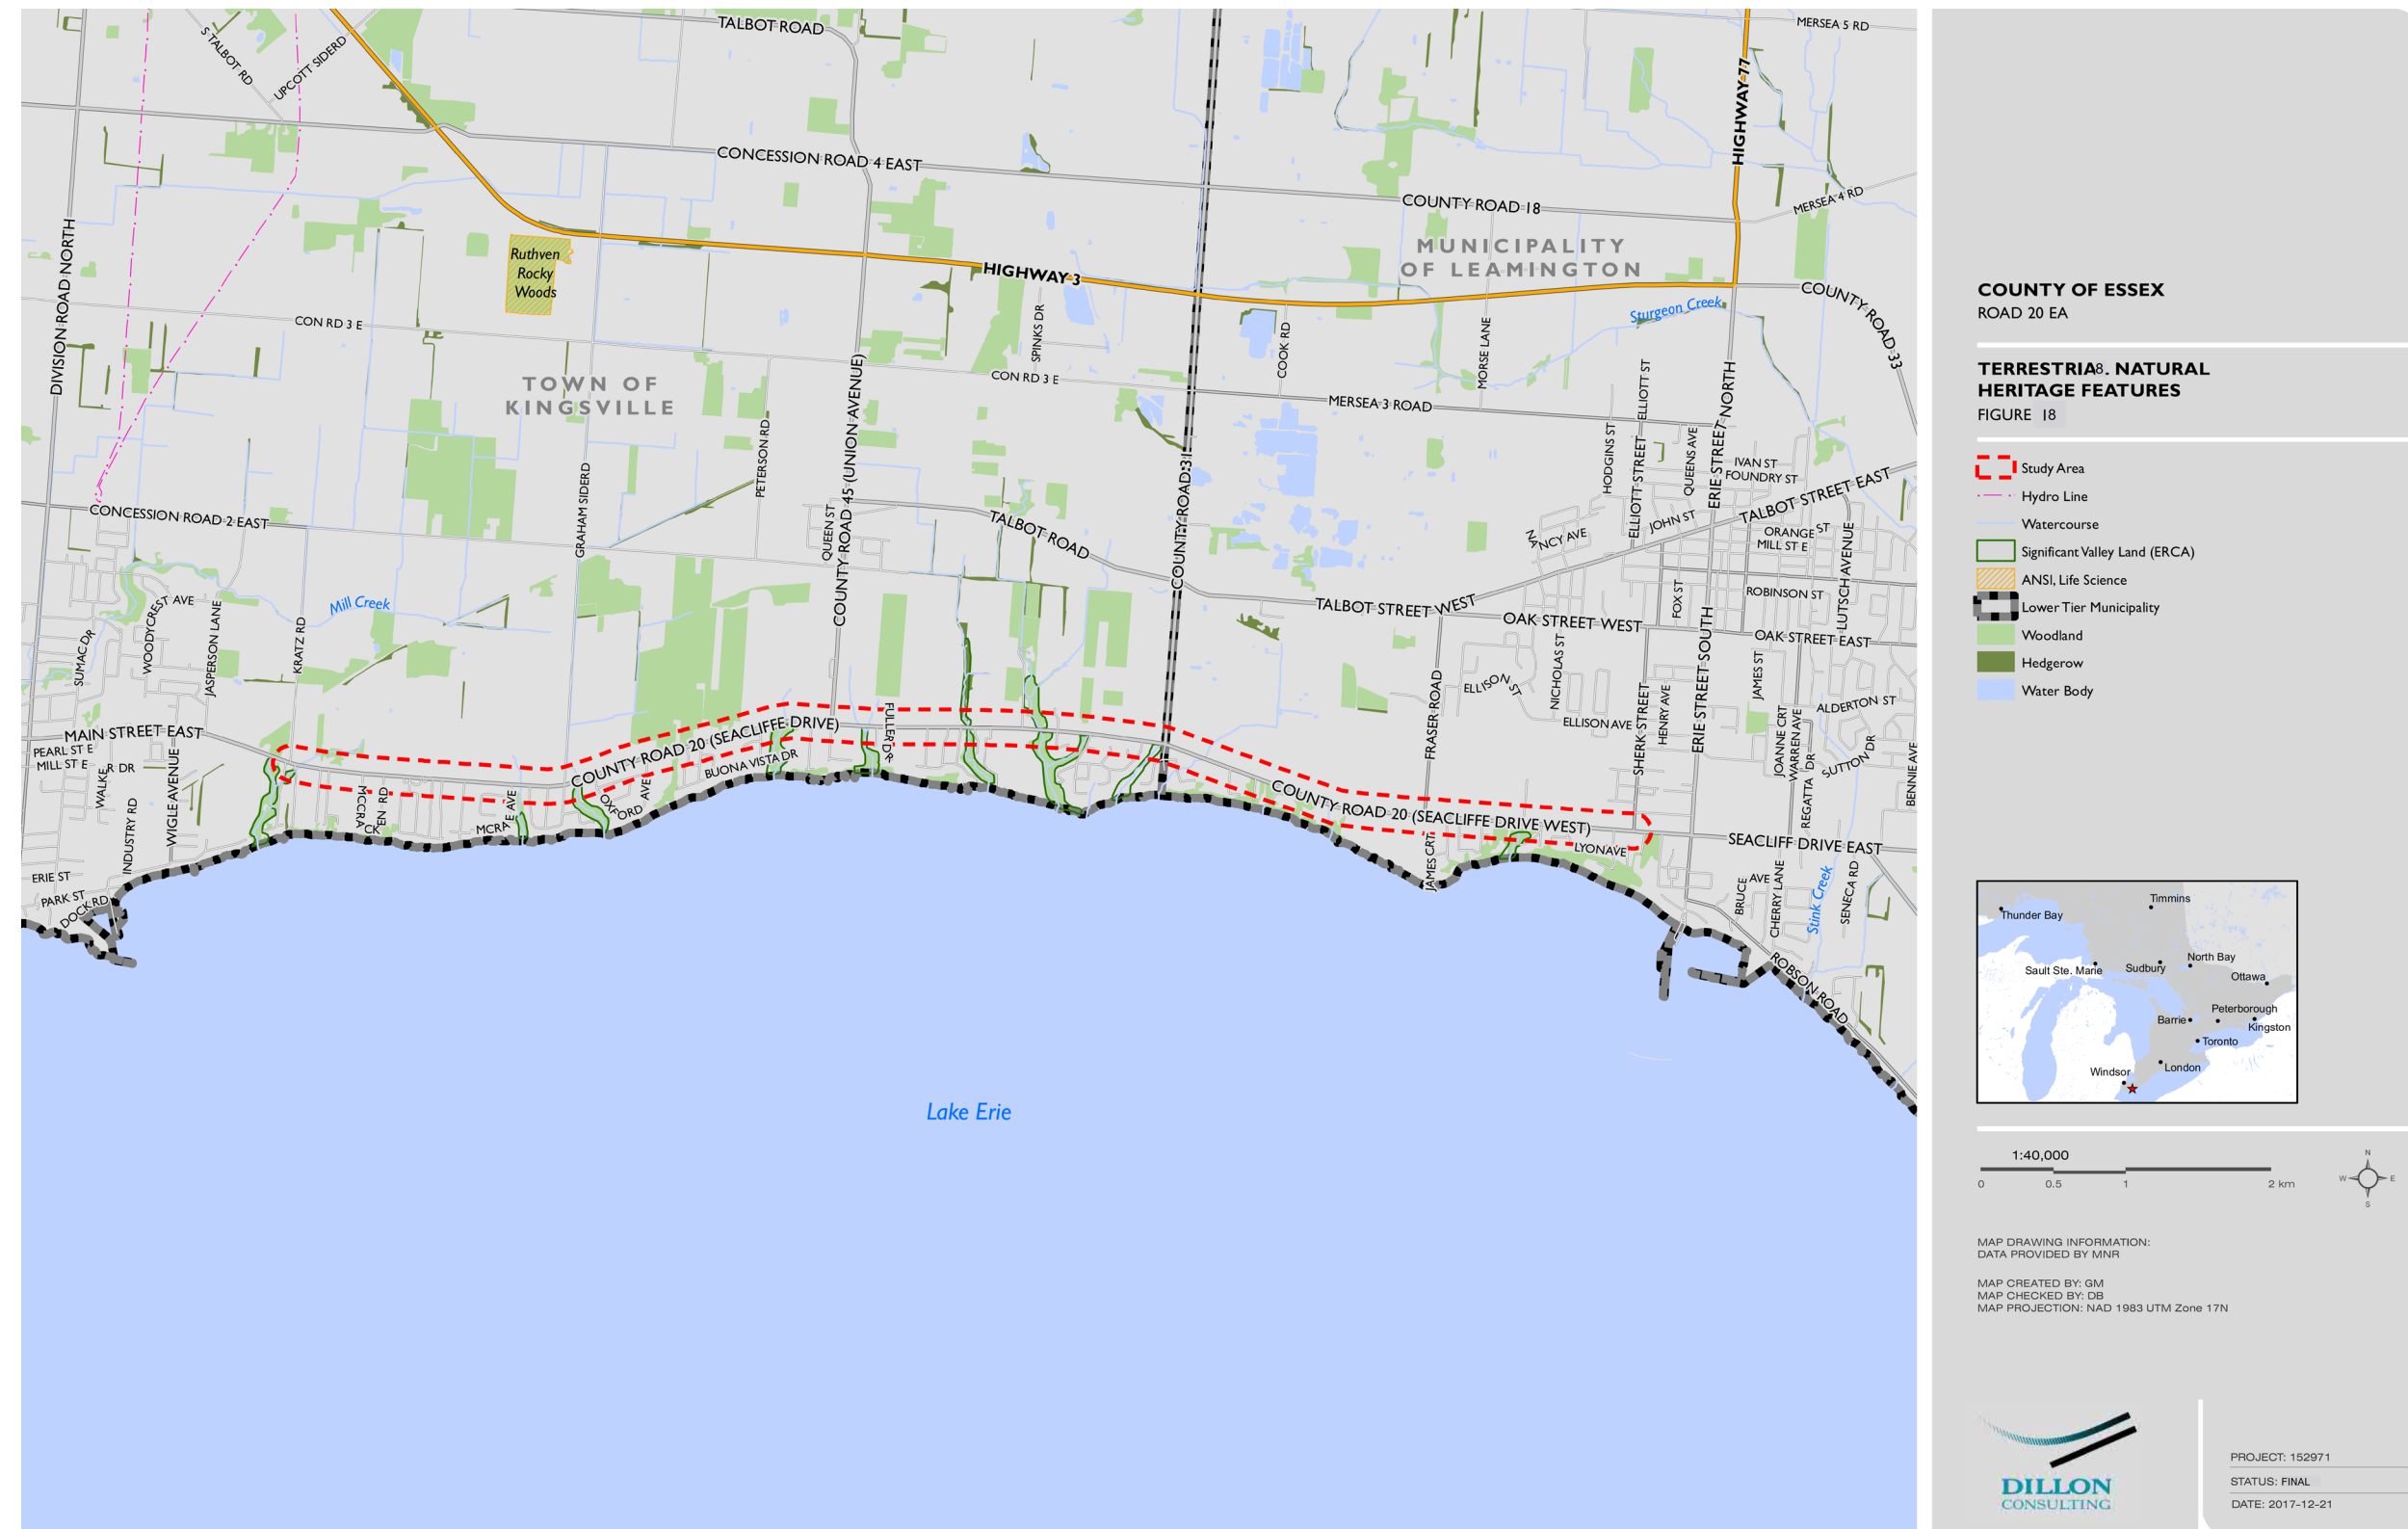 TALBOT ROAD
MERSEA 5 RD
S TALBOT RD
UPCOTT SIDERD
HIGHWAY 77
CONCESSION ROAD 4 EAST
COUNTY ROAD 18
MERSEA 4 RD
DIVISION ROAD NORTH
Ruthven
Rocky
Woods
HIGHWAY 3
MUNICIPALITY
OF LEAMINGTON
COUNTY ROAD 33
Sturgeon Creek
CON RD 3 E
SPINKS DR
COOK RD
MORSE LANE
CON RD 3 E
TOWN OF
KINGSVILLE
MERSEA 3 ROAD
ELLIOTT ST
ERIE STREET NORTH
PETERSON RD
COUNTY ROAD 45 (UNION AVENUE)
COUNTY ROAD 31
HODGINS ST
ELLIOTT STREET
QUEENS AVE
IVAN ST
FOUNDRY ST
TALBOT STREET EAST
GRAHAM SIDERD
CONCESSION ROAD 2 EAST
QUEEN ST
TALBOT ROAD
NANCY AVE
JOHN ST
ORANGE ST
MILL ST E
LUTSCH AVENUE
Mill Creek
WOODYCREST AVE
JASPERSON LANE
KRATZ RD
SUMAC DR
TALBOT STREET WEST
OAK STREET WEST
FOX ST
ROBINSON ST
OAK STREET EAST
ERIE STREET SOUTH
NICHOLAS ST
ELLISON ST
JAMES ST
FRASER ROAD
ELLISON AVE
SHERK STREET
HENRY AVE
ALDERTON ST
JOANNE CRT
WARREN AVE
REGATTA DR
SUTTON DR
BENNIE AVE
MAIN STREET EAST
PEARL ST E
MILL ST E
WALKER DR
INDUSTRY RD
WIGLE AVENUE
COUNTY ROAD 20 (SEACLIFFE DRIVE)
FULLER DR
BUONA VISTA DR
OXFORD AVE
MCCRACKEN RD
MCRAE AVE
COUNTY ROAD 20 (SEACLIFFE DRIVE WEST)
LYON AVE
JAMES CRT
SEACLIFF DRIVE EAST
ERIE ST
PARK ST
DOCK RD
BRUCE AVE
CHERRY LANE
Stink Creek
SENECA RD
ROBSON ROAD
Lake Erie
COUNTY OF ESSEX
ROAD 20 EA
TERRESTRIA8. NATURAL
HERITAGE FEATURES
FIGURE 18
Study Area
Hydro Line
Watercourse
Significant Valley Land (ERCA)
ANSI, Life Science
Lower Tier Municipality
Woodland
Hedgerow
Water Body
Timmins
Thunder Bay
North Bay
Sault Ste. Marie
Sudbury
Ottawa
Peterborough
Barrie
Kingston
Toronto
London
Windsor
1:40,000
0 0.5 1 2 km
N
W E
S
MAP DRAWING INFORMATION:
DATA PROVIDED BY MNR
MAP CREATED BY: GM
MAP CHECKED BY: DB
MAP PROJECTION: NAD 1983 UTM Zone 17N
DILLON
CONSULTING
PROJECT: 152971
STATUS: FINAL
DATE: 2017-12-21